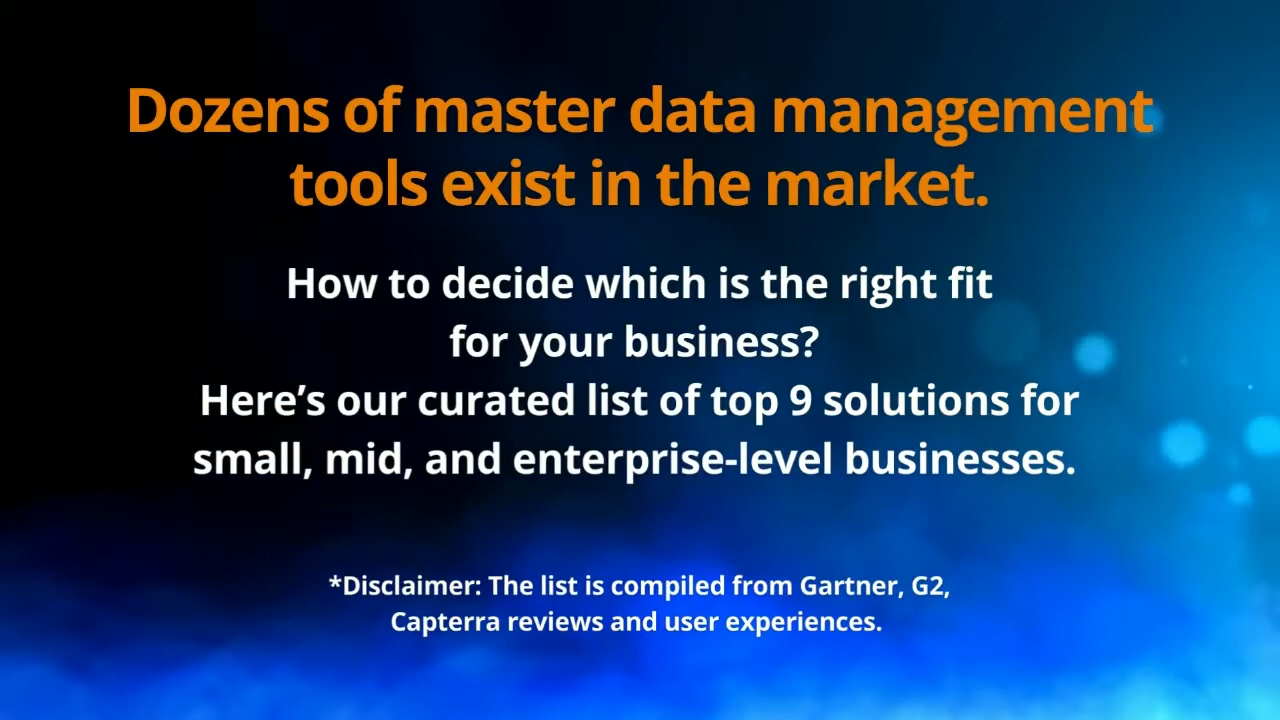 Dozens of master data management
tools exist in the market.
How to decide which is the right fit
for your business?
Here’s our curated list of top 9 solutions for
small, mid, and enterprise-level businesses.
*Disclaimer: The list is compiled from Gartner, G2,
Capterra reviews and user experiences.